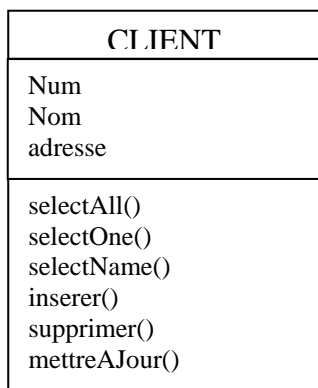 CLIENT
Num
Nom
adresse
selectAll()
selectOne()
selectName()
inserer()
supprimer()
mettreAJour()